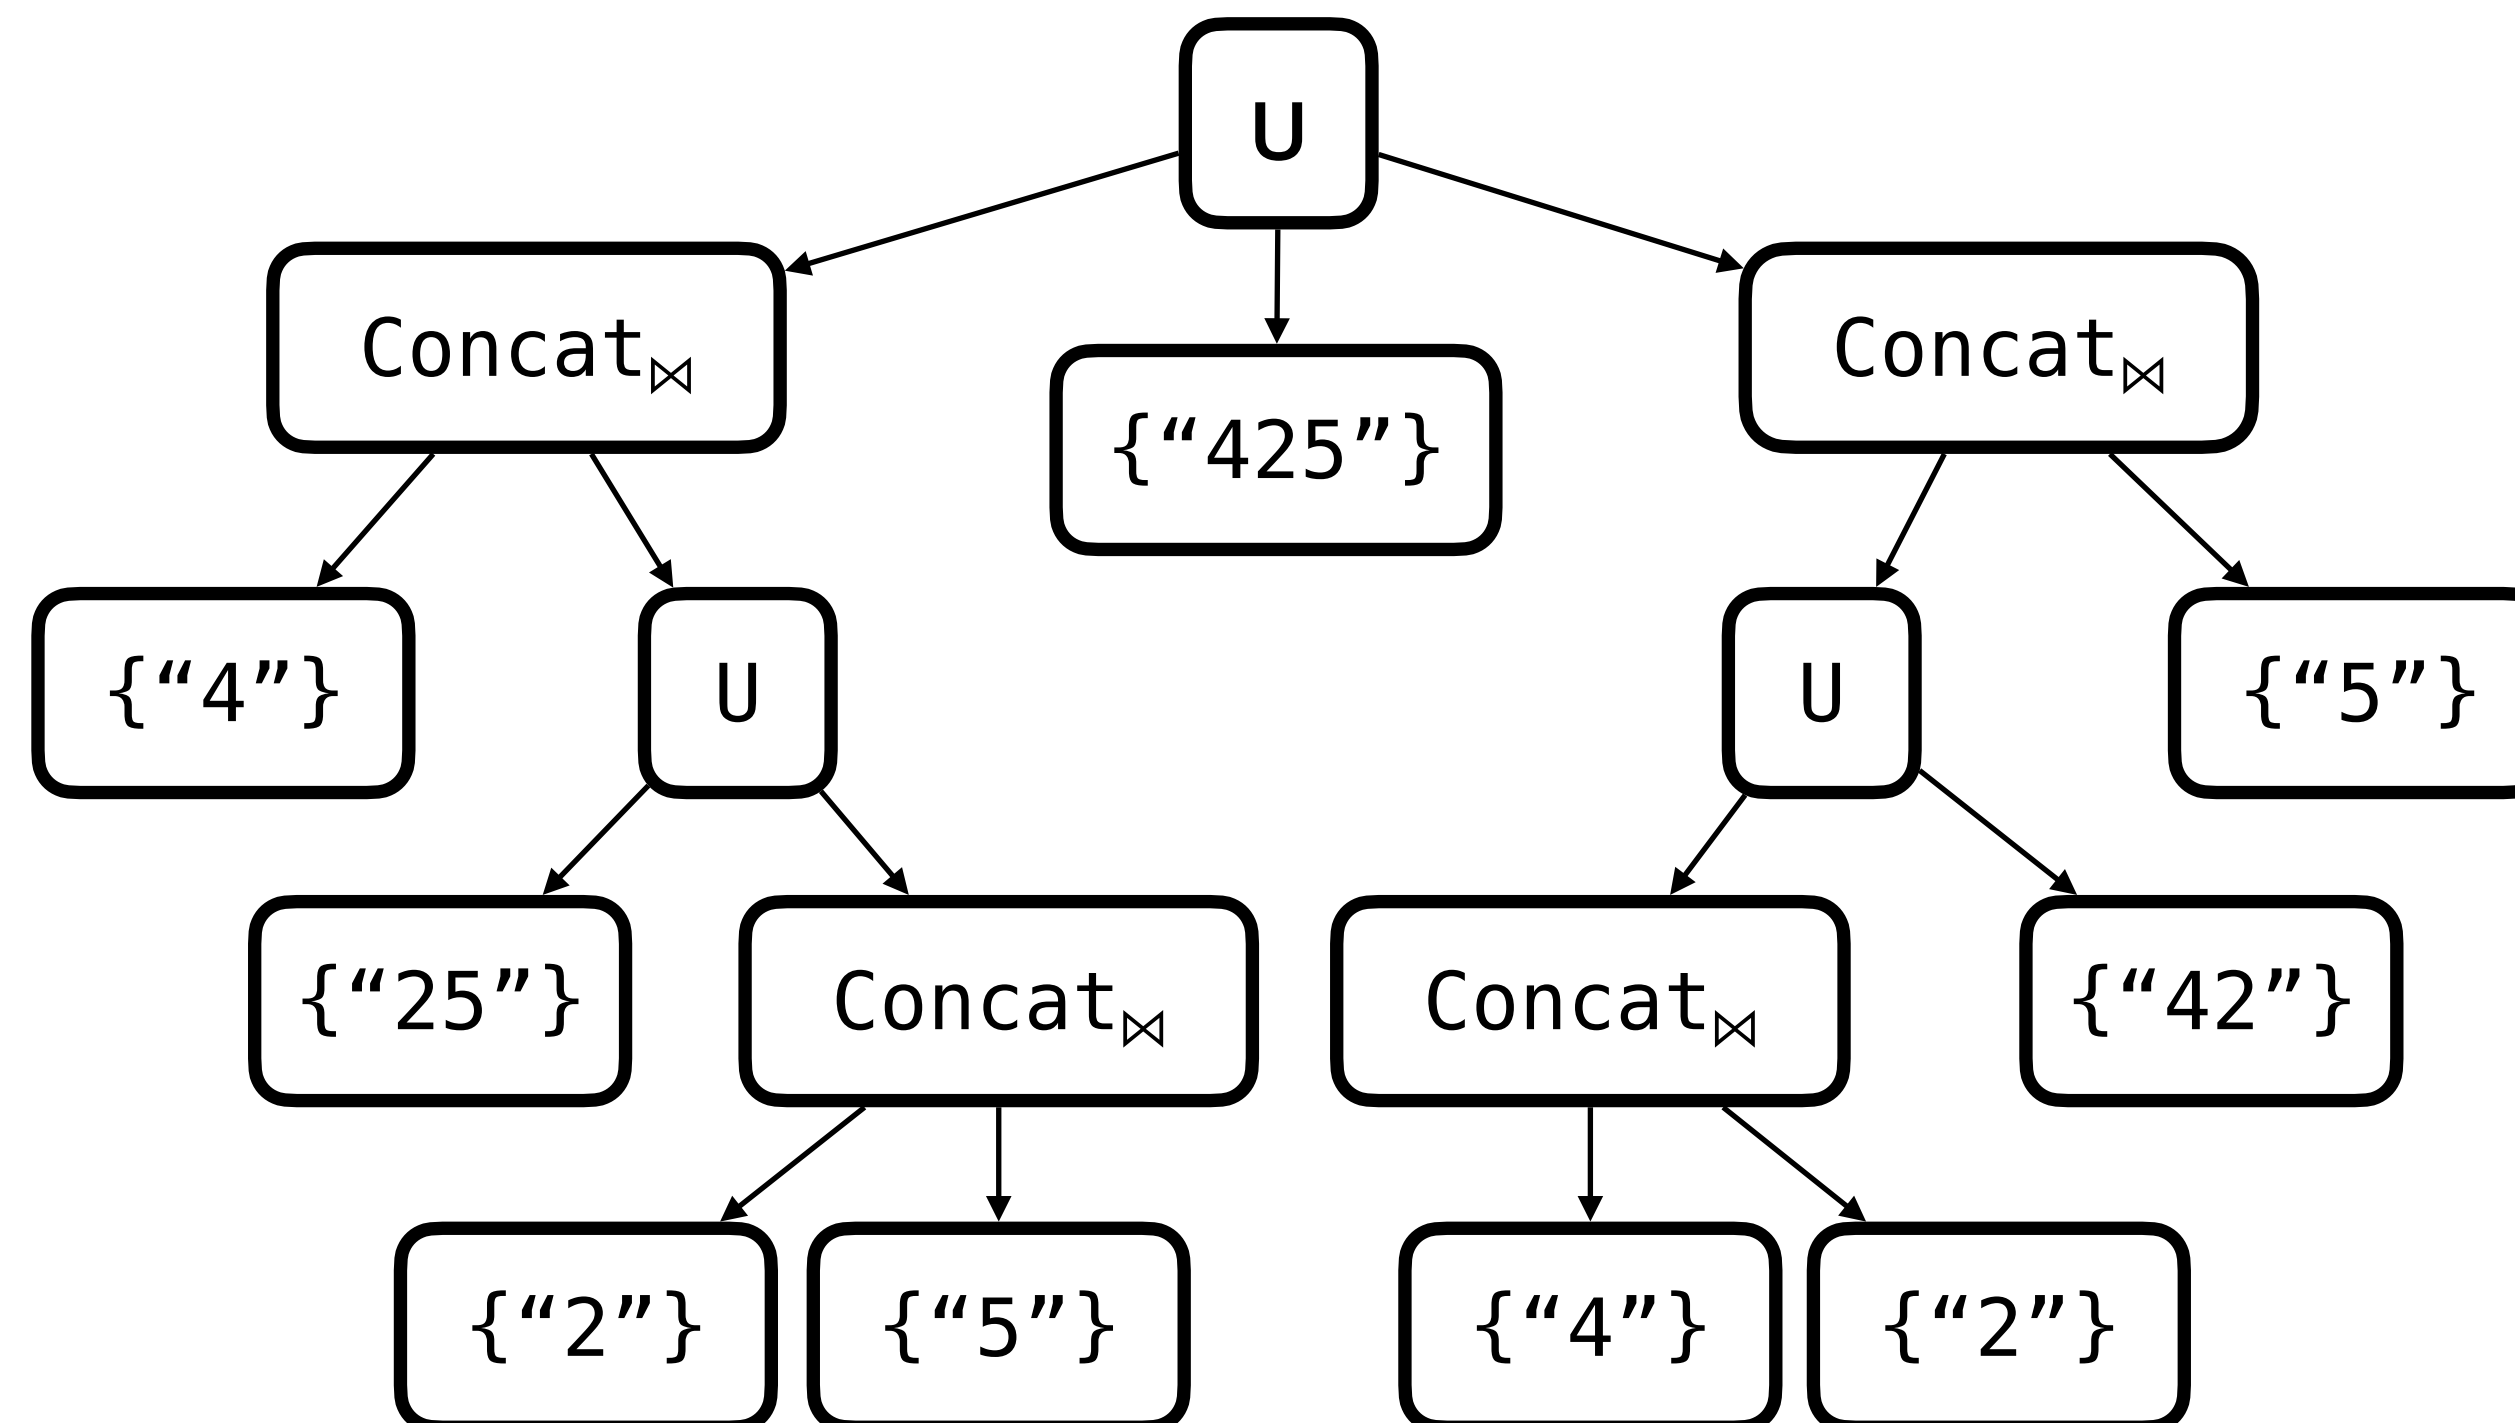 U
Concat⋈
{“425”}
Concat⋈
{“4”}
U
U
{“5”}
{“25”}
Concat⋈
Concat⋈
{“42”}
{“2”}
{“5”}
{“4”}
{“2”}